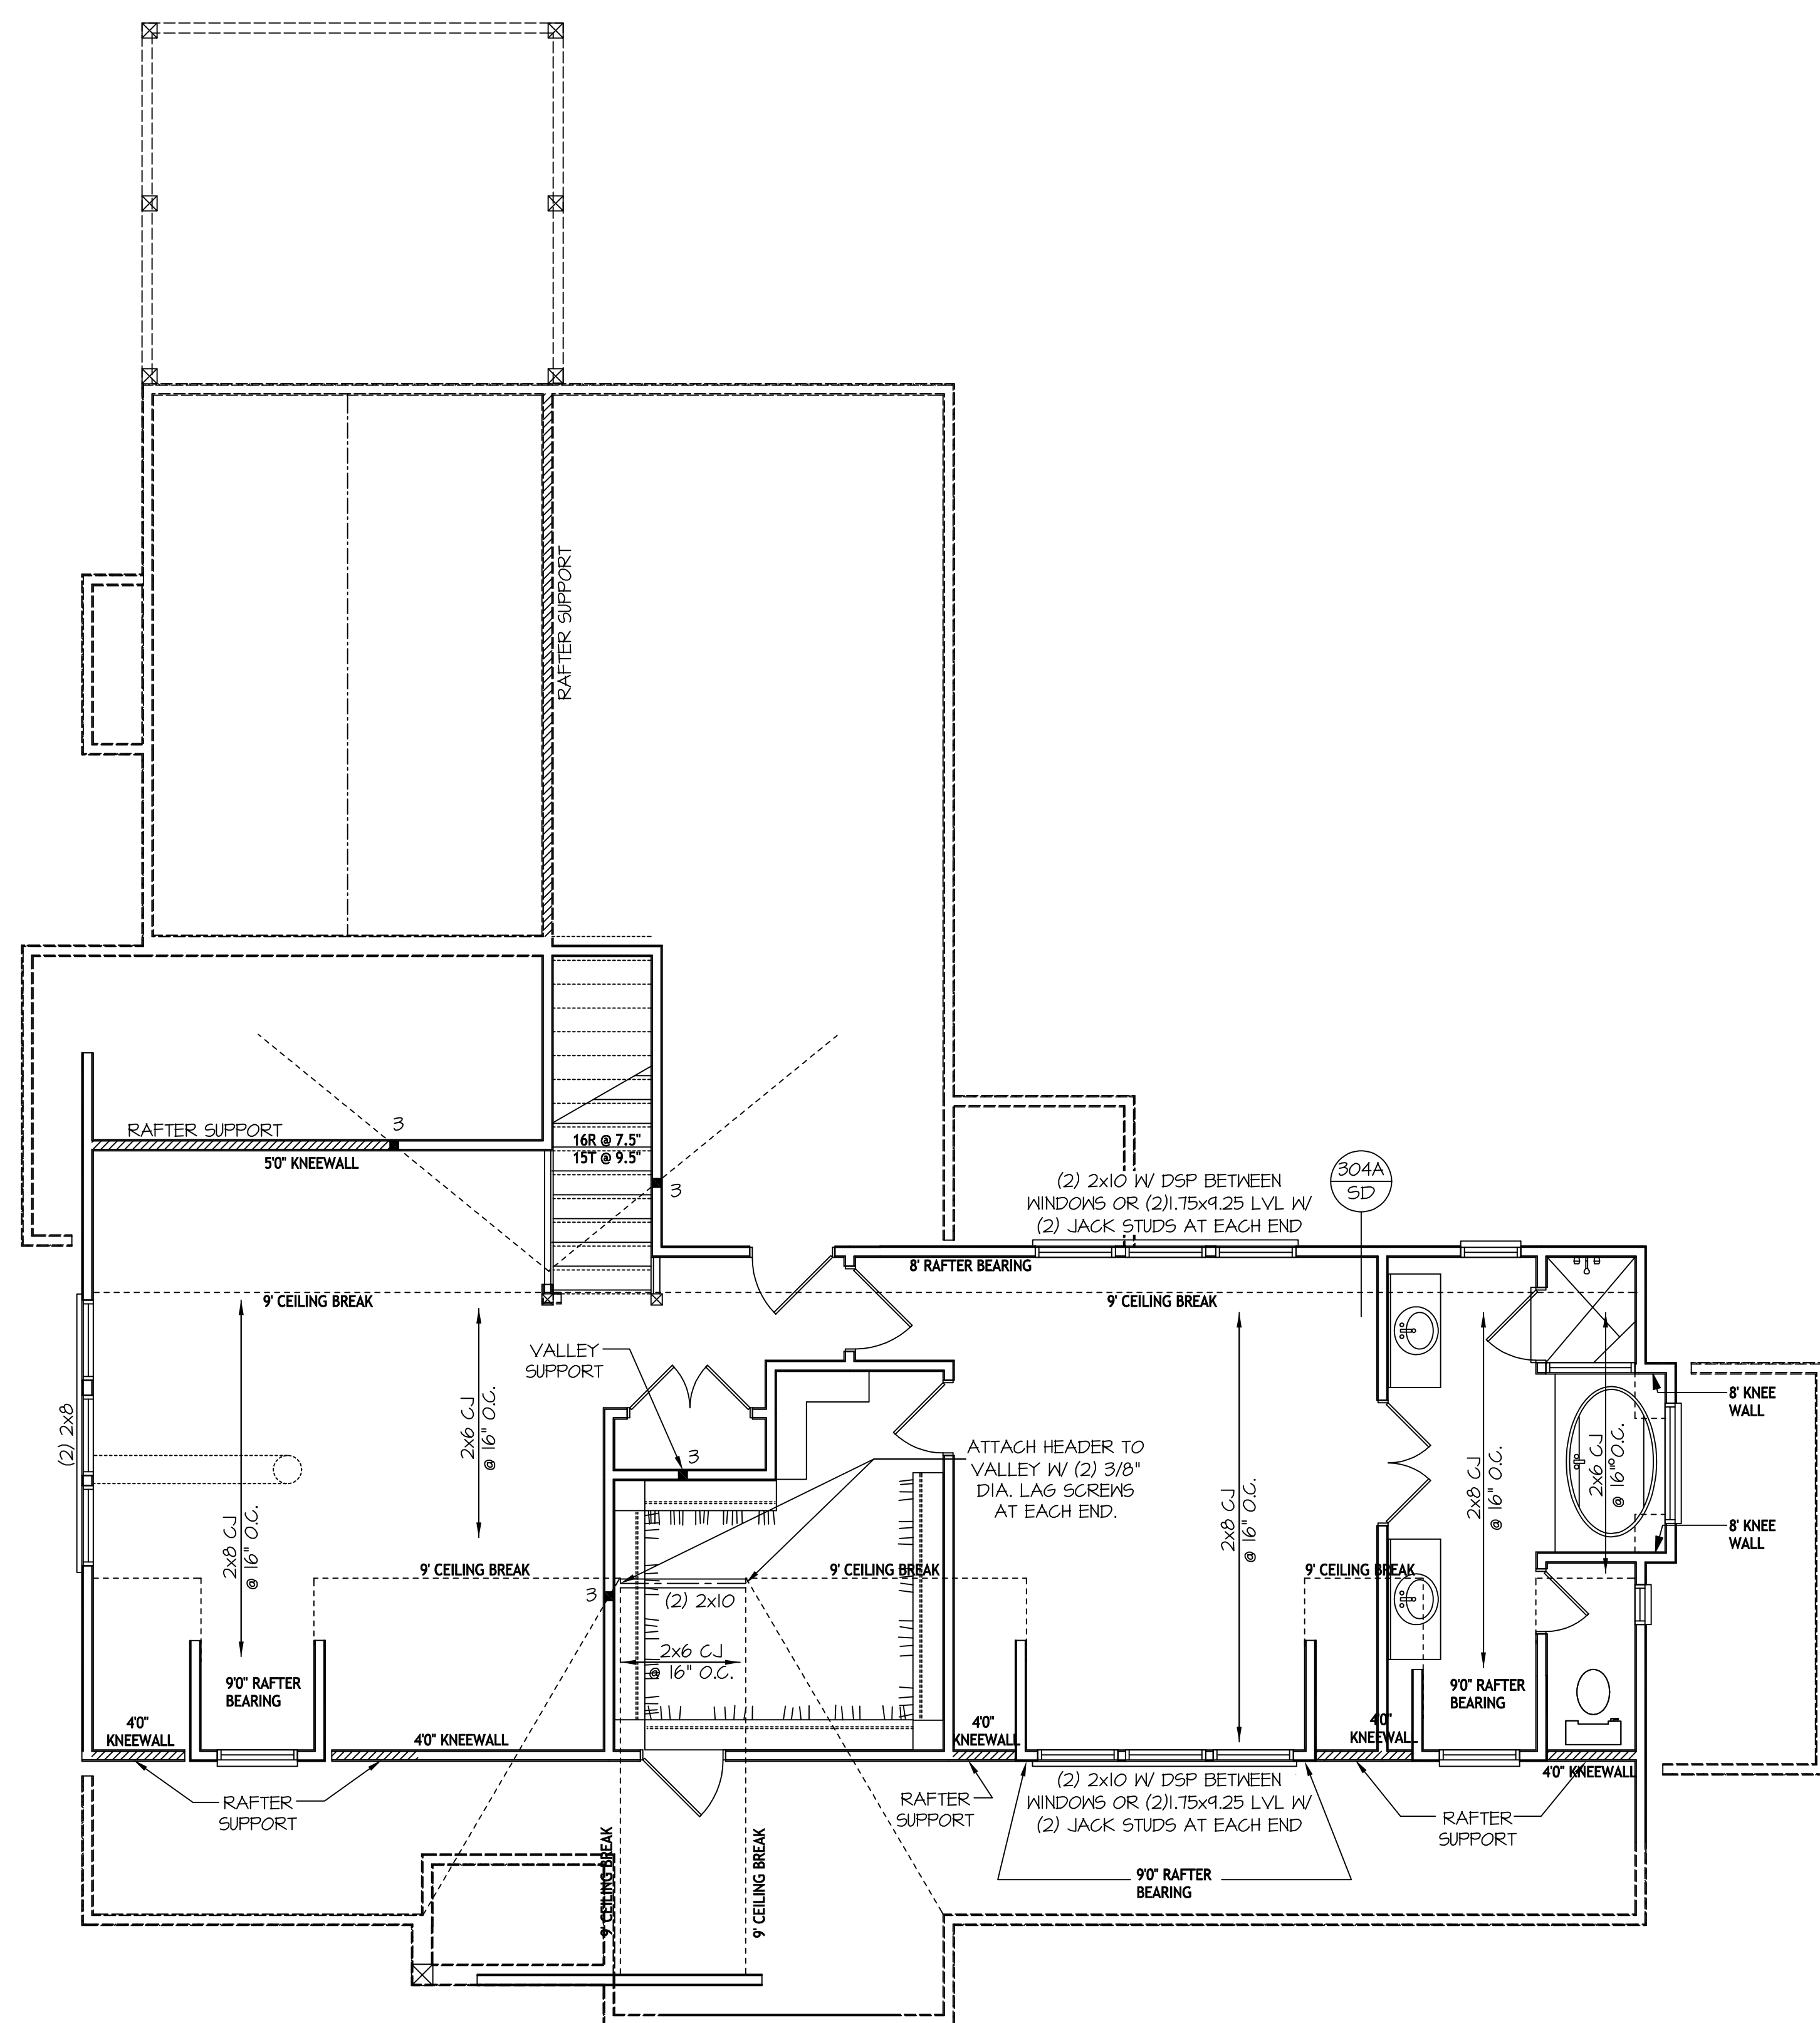 RAFTER SUPPORT
RAFTER SUPPORT
3
5'0" KNEEWALL
16R @ 7.5"
15T @ 9.5"
3
(2) 2x10 W/ DSP BETWEEN
WINDOWS OR (2)1.75x9.25 LVL W/
(2) JACK STUDS AT EACH END
304A
SD
8' RAFTER BEARING
9' CEILING BREAK
9' CEILING BREAK
VALLEY
SUPPORT
(2) 2x8
2x6 CJ
@ 16" O.C.
8' KNEE
WALL
3
ATTACH HEADER TO
VALLEY W/ (2) 3/8"
DIA. LAG SCREWS
AT EACH END.
2x8 CJ
@ 16" O.C.
2x8 CJ
@ 16" O.C.
2x8 CJ
@ 16" O.C.
2x6 CJ
@ 16" O.C.
8' KNEE
WALL
9' CEILING BREAK
9' CEILING BREAK
9' CEILING BREAK
3
(2) 2x10
2x6 CJ
@ 16" O.C.
9'0" RAFTER
BEARING
9'0" RAFTER
BEARING
4'0"
KNEEWALL
4'0" KNEEWALL
4'0"
KNEEWALL
4'0"
KNEEWALL
4'0" KNEEWALL
RAFTER
SUPPORT
RAFTER
SUPPORT
(2) 2x10 W/ DSP BETWEEN
WINDOWS OR (2)1.75x9.25 LVL W/
(2) JACK STUDS AT EACH END
RAFTER
SUPPORT
9' CEILING BREAK
9' CEILING BREAK
9'0" RAFTER
BEARING